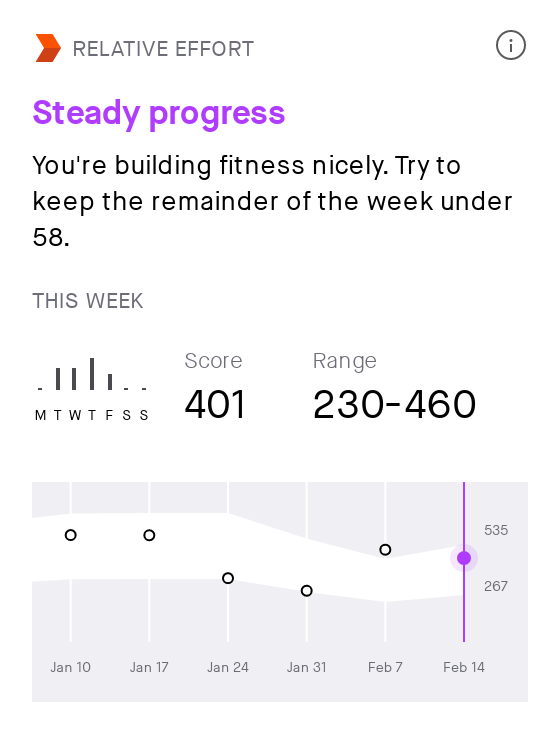 RELATIVE EFFORT
Steady progress
You're building fitness nicely. Try to
keep the remainder of the week under
58.
THIS WEEK
Score
Range
401
230-460
M T W T F S S
535
267
Jan 10
Jan 17
Jan 24
Jan 31
Feb 7
Feb 14